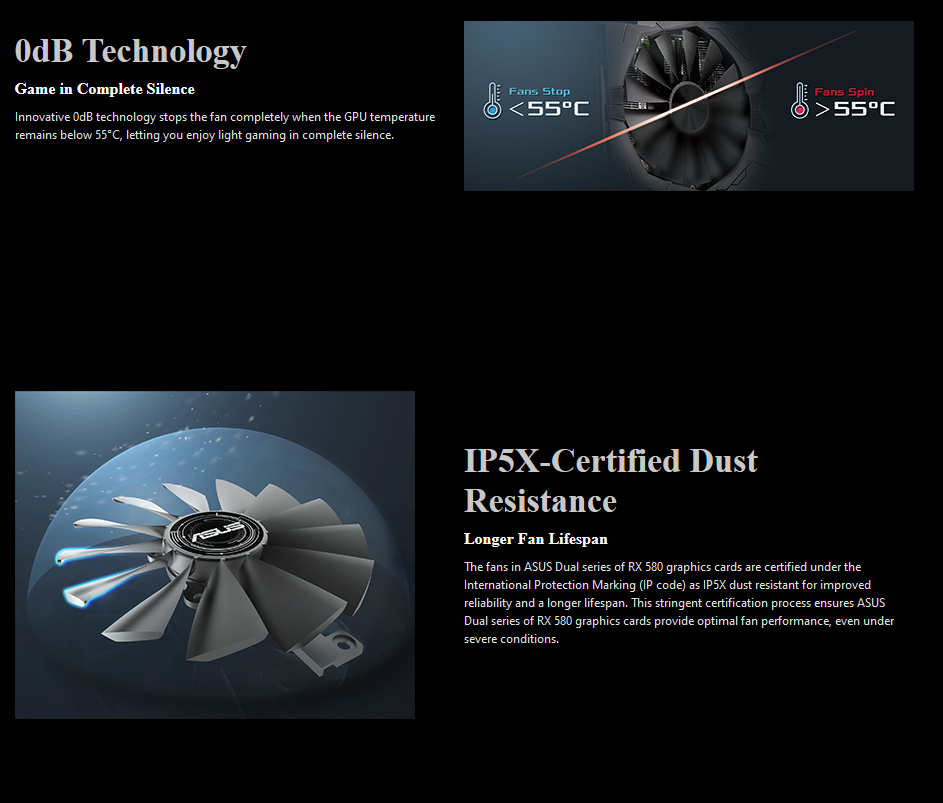 0dB Technology
Game in Complete Silence
Innovative 0dB technology stops the fan completely when the GPU temperature
remains below 55°C, letting you enjoy light gaming in complete silence.
Fans Stop
<55°C
Fans Spin
>55°C
ASUS
IP5X-Certified Dust
Resistance
Longer Fan Lifespan
The fans in ASUS Dual series of RX 580 graphics cards are certified under the
International Protection Marking (IP code) as IP5X dust resistant for improved
reliability and a longer lifespan. This stringent certification process ensures ASUS
Dual series of RX 580 graphics cards provide optimal fan performance, even under
severe conditions.